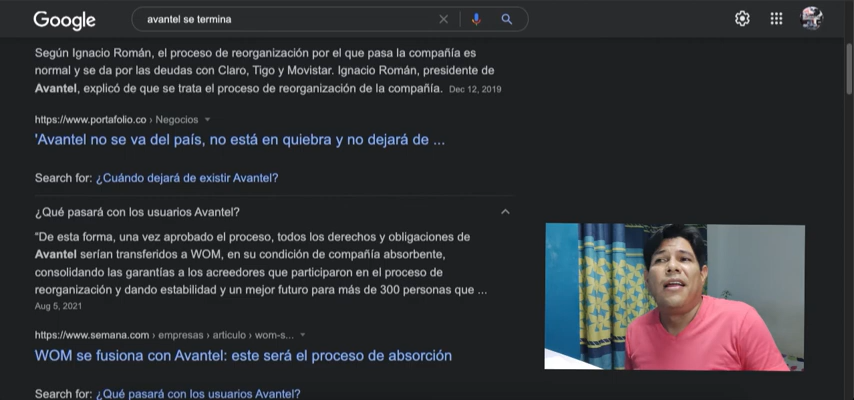 Google
avantel se termina
Según Ignacio Román, el proceso de reorganización por el que pasa la compañía es
normal y se da por las deudas con Claro, Tigo y Movistar. Ignacio Román, presidente de
Avantel, explicó de que se trata el proceso de reorganización de la compañía. Dec 12, 2019
https://www.portafolio.co › Negocios
'Avantel no se va del país, no está en quiebra y no dejará de ...
Search for: ¿Cuándo dejará de existir Avantel?
¿Qué pasará con los usuarios Avantel?
"De esta forma, una vez aprobado el proceso, todos los derechos y obligaciones de
Avantel serían transferidos a WOM, en su condición de compañía absorbente,
consolidando las garantías a los acreedores que participaron en el proceso de
reorganización y dando estabilidad y un mejor futuro para más de 300 personas que ...
Aug 5, 2021
https://www.semana.com › empresas › articulo › wom-s...
WOM se fusiona con Avantel: este será el proceso de absorción
Search for: ¿Qué pasará con los usuarios Avantel?